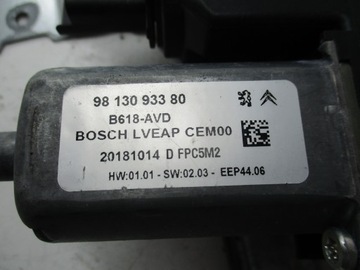 98 130 933 80
B618-AVD
BOSCH LVEAP CEM00
20181014 D FPC5M2
HW:01.01 - SW:02.03 - EEP44.06